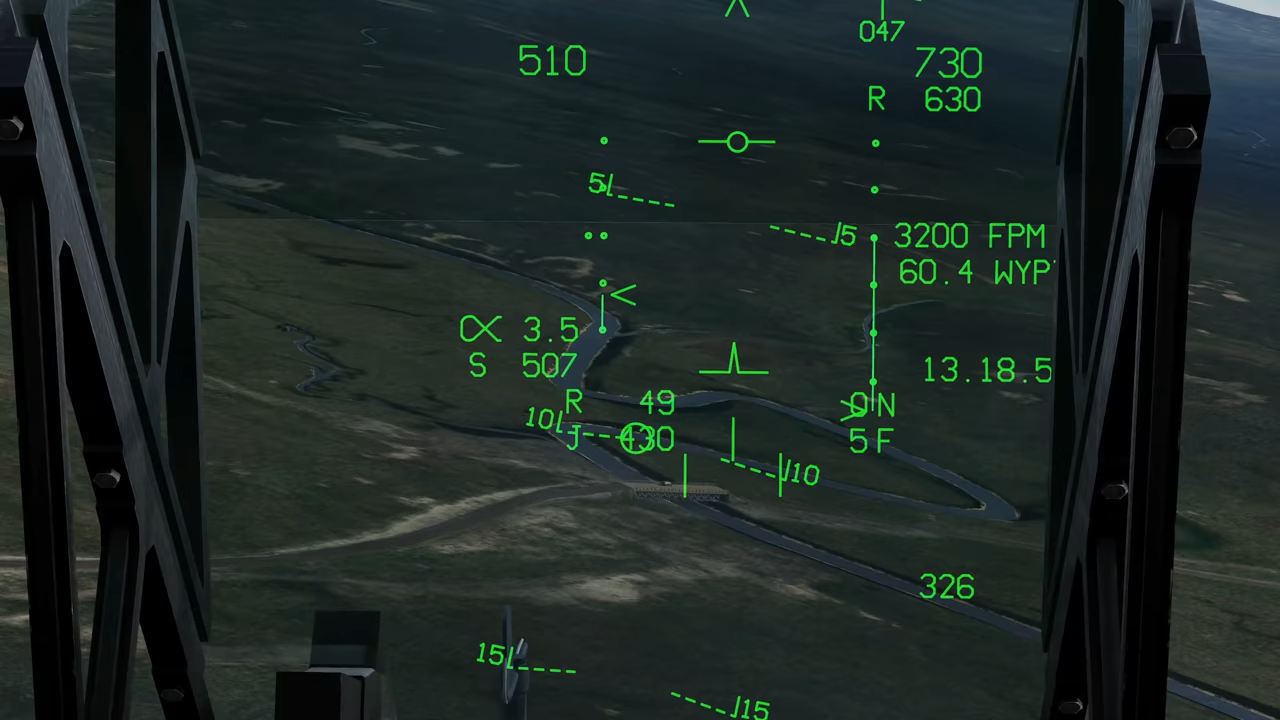 047
510 730
R 630
5
5 3200 FPM
60.4 WYP
α 3.5
S 507 13.18.5
R 49 ON
10
J 430 5F
10
326
15
15